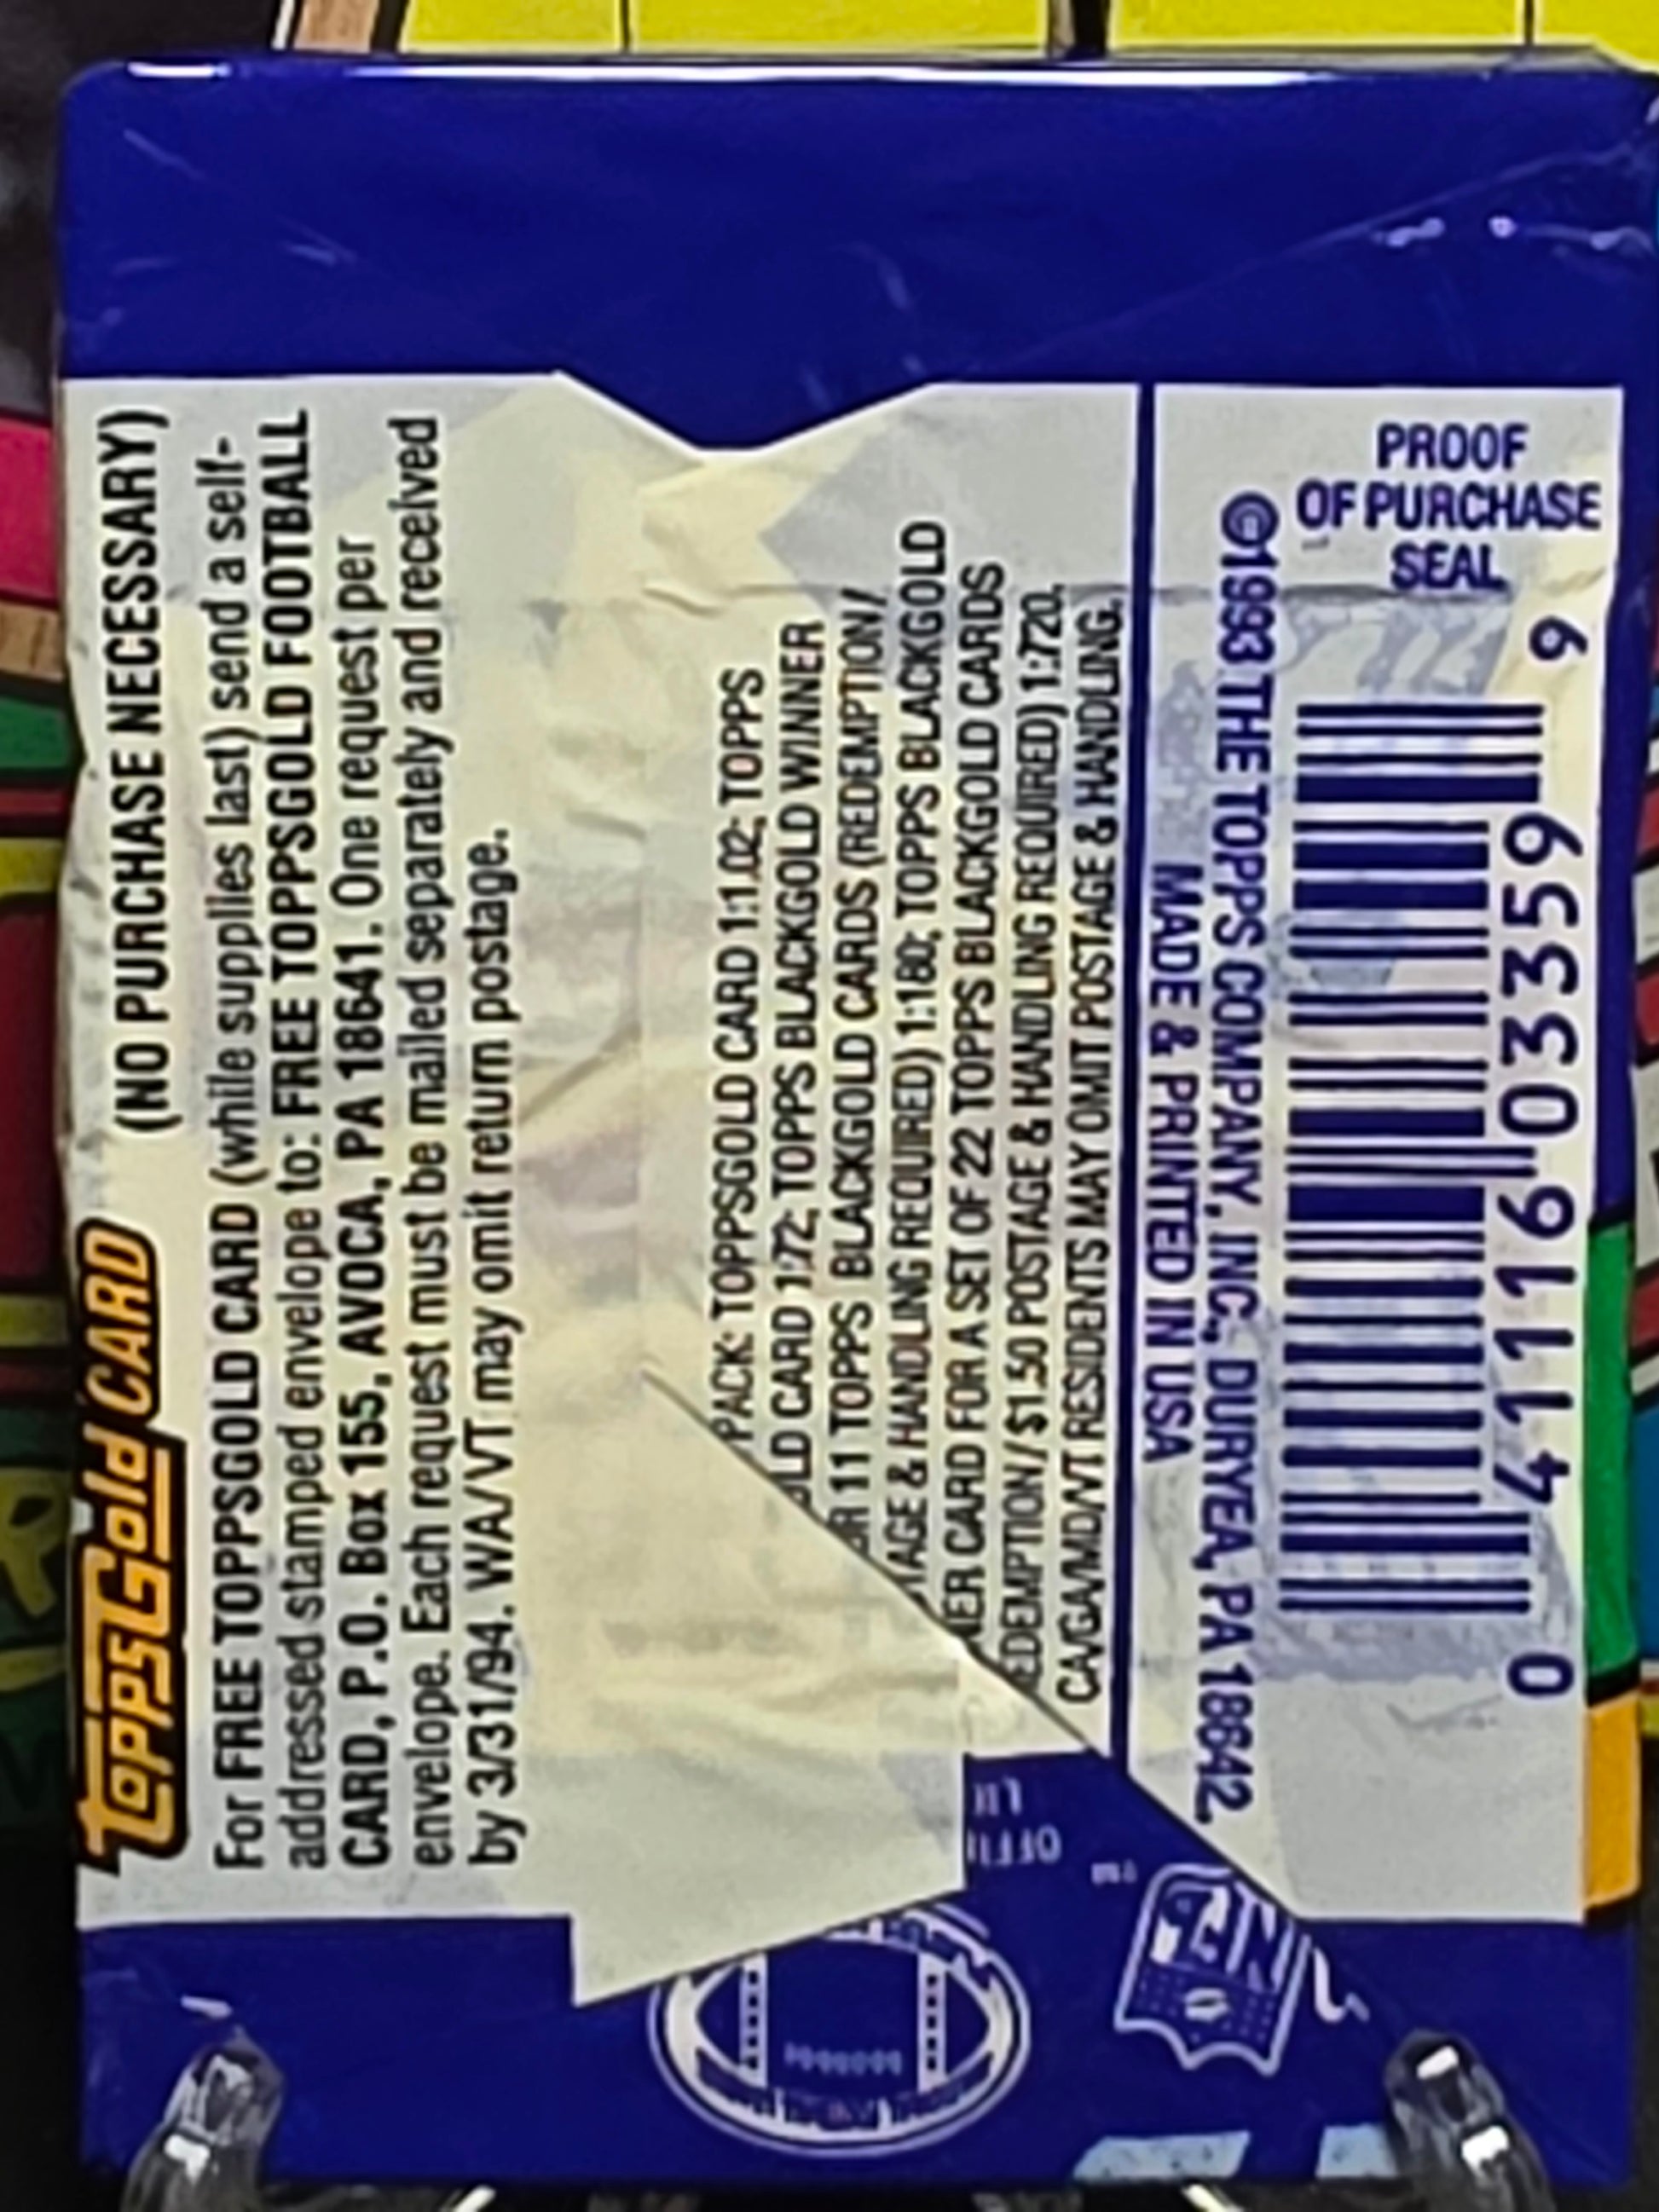 ToppsGold CARD (NO PURCHASE NECESSARY)
For FREE TOPPSGOLD CARD (while supplies last) send a self-
addressed stamped envelope to: FREE TOPPSGOLD FOOTBALL
CARD, P.O. Box 155, AVOCA, PA 18641. One request per
envelope. Each request must be mailed separately and received
by 3/31/94. WA/VT may omit return postage.
PACK: TOPPSGOLD CARD 1:1.02; TOPPS
CARD 1:72; TOPPS BLACKGOLD WINNER
11 TOPPS BLACKGOLD CARDS (REDEMPTION/
& HANDLING REQUIRED) 1:180; TOPPS BLACKGOLD
CARD FOR A SET OF 22 TOPPS BLACKGOLD CARDS
EDEMPTION / $1.50 POSTAGE & HANDLING REQUIRED) 1:720.
CA/GA/MD/VT RESIDENTS MAY OMIT POSTAGE & HANDLING.
MADE & PRINTED IN USA
©1993 THE TOPPS COMPANY, INC., DURYEA, PA 18642.
PROOF
OF PURCHASE
SEAL
0 41116 03359 9
NFL